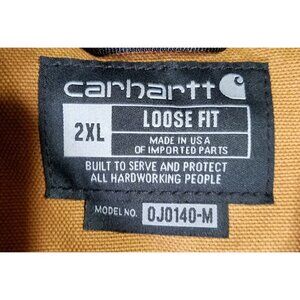 carhartt
2XL
LOOSE FIT
MADE IN USA
OF IMPORTED PARTS
BUILT TO SERVE AND PROTECT
ALL HARDWORKING PEOPLE
MODEL NO. OJ0140-M